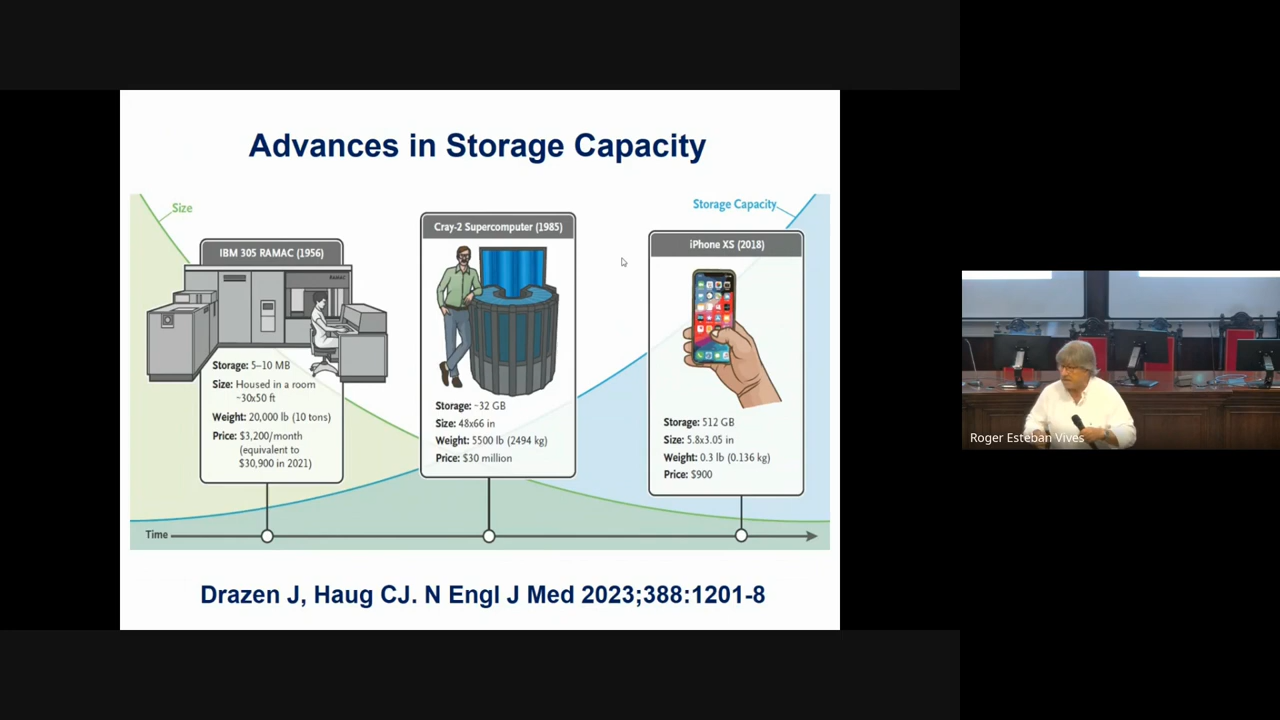 Advances in Storage Capacity
Size
Storage Capacity
IBM 305 RAMAC (1956)
RAMAC
Storage: 5–10 MB
Size: Housed in a room
~30x50 ft
Weight: 20,000 lb (10 tons)
Price: $3,200/month
(equivalent to
$30,900 in 2021)
Cray-2 Supercomputer (1985)
Storage: ~32 GB
Size: 48x66 in
Weight: 5500 lb (2494 kg)
Price: $30 million
iPhone XS (2018)
Storage: 512 GB
Size: 5.8x3.05 in
Weight: 0.3 lb (0.136 kg)
Price: $900
Time
Drazen J, Haug CJ. N Engl J Med 2023;388:1201-8
Roger Esteban Vives